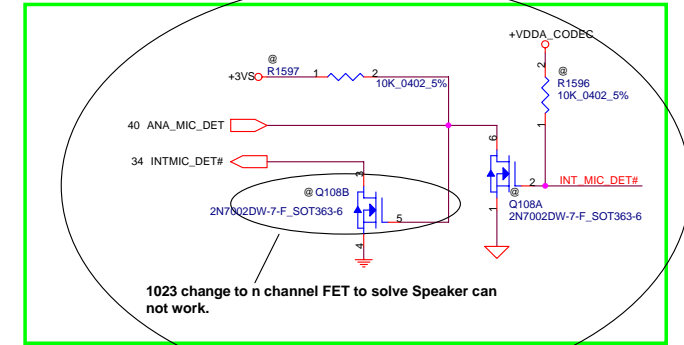 +VDDA_CODEC
@
R1597
+3VS
1
2
10K_0402_5%
2
@
R1596
10K_0402_5%
1
40 ANA_MIC_DET
34 INTMIC_DET#
6
2
INT_MIC_DET#
3
@ Q108B
2N7002DW-7-F_SOT363-6
5
4
1
@
Q108A
2N7002DW-7-F_SOT363-6
1023 change to n channel FET to solve Speaker can
not work.